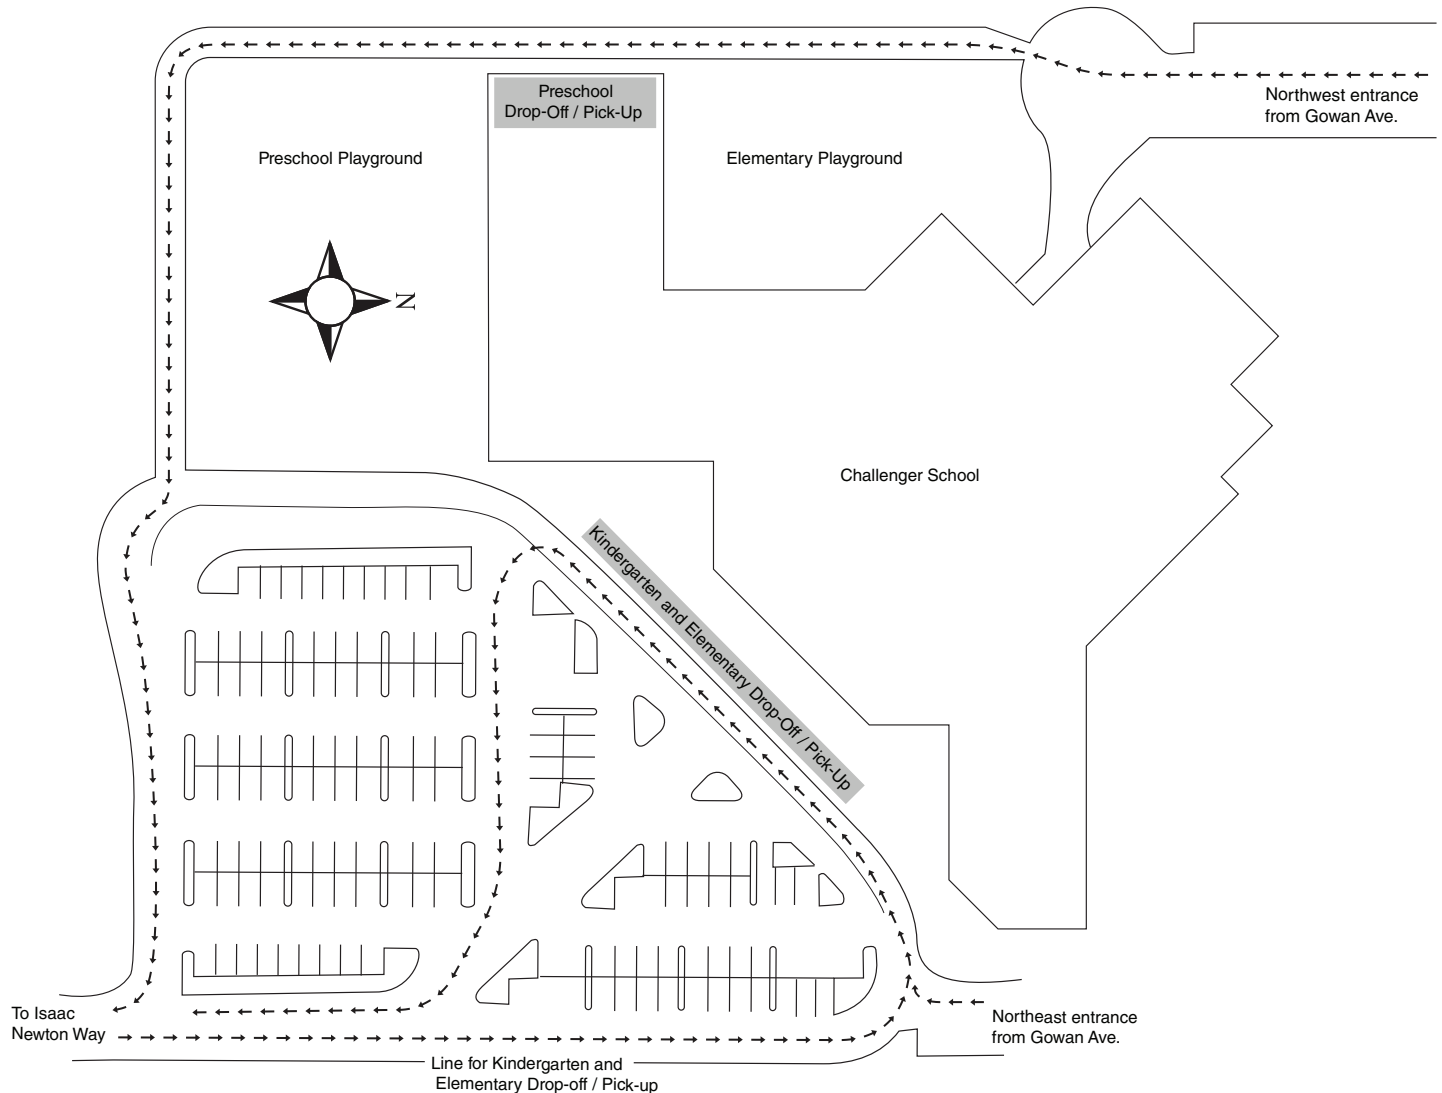 Preschool
Drop-Off / Pick-Up
Northwest entrance
from Gowan Ave.
Preschool Playground
Elementary Playground
N
Challenger School
Kindergarten and Elementary Drop-Off / Pick-Up
To Isaac
Newton Way
Northeast entrance
from Gowan Ave.
Line for Kindergarten and
Elementary Drop-off / Pick-up